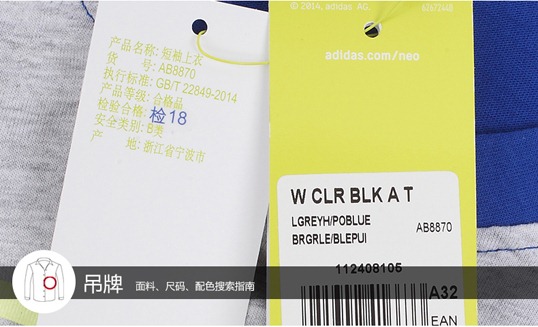 产品名称: 短袖上衣
货 号: AB8870
执行标准: GB/T 22849-2014
产品等级: 合格品
检验合格: 检18
安全类别: B类
产 地: 浙江省宁波市
© 2014, adidas AG.
adidas.com/neo
W CLR BLK A T
LGREYH/POBLUE
BRGRLE/BLEPUI
AB8870
112408105
A32
EAN
吊牌 面料、尺码、配色搜索指南